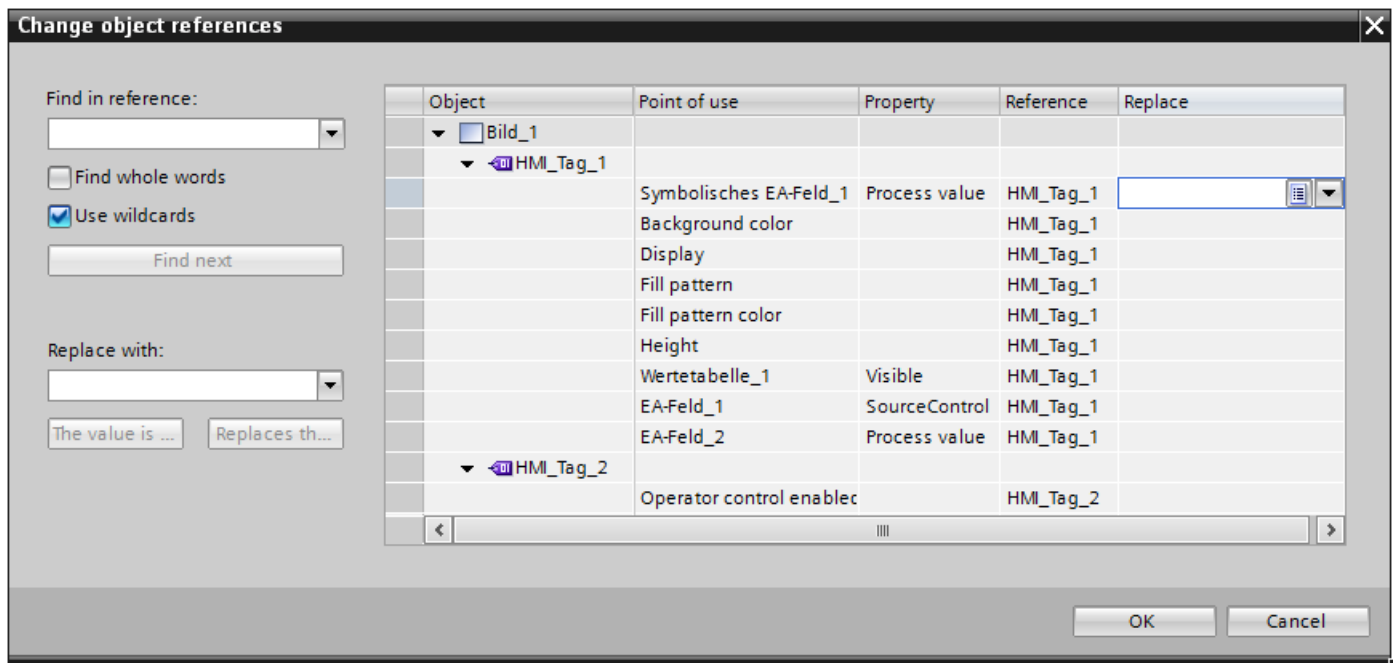 Change object references
Find in reference:
Find whole words
Use wildcards
Find next
Replace with:
The value is ... Replaces th...
Object Point of use Property Reference Replace
Bild_1
HMI_Tag_1
Symbolisches EA-Feld_1 Process value HMI_Tag_1
Background color HMI_Tag_1
Display HMI_Tag_1
Fill pattern HMI_Tag_1
Fill pattern color HMI_Tag_1
Height HMI_Tag_1
Wertetabelle_1 Visible HMI_Tag_1
EA-Feld_1 SourceControl HMI_Tag_1
EA-Feld_2 Process value HMI_Tag_1
HMI_Tag_2
Operator control enabled HMI_Tag_2
OK Cancel